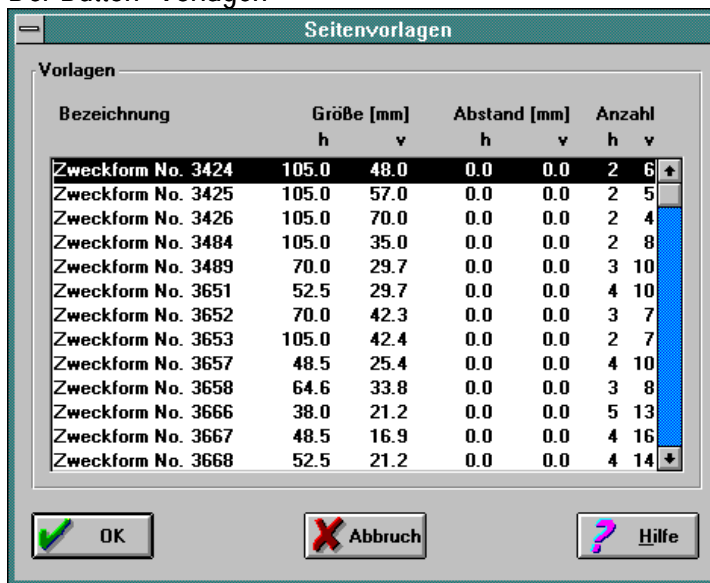 Der Button "Vorlagen"
Seitenvorlagen
Vorlagen
Bezeichnung Größe [mm] Abstand [mm] Anzahl
h v h v h v
Zweckform No. 3424 105.0 48.0 0.0 0.0 2 6
Zweckform No. 3425 105.0 57.0 0.0 0.0 2 5
Zweckform No. 3426 105.0 70.0 0.0 0.0 2 4
Zweckform No. 3484 105.0 35.0 0.0 0.0 2 8
Zweckform No. 3489 70.0 29.7 0.0 0.0 3 10
Zweckform No. 3651 52.5 29.7 0.0 0.0 4 10
Zweckform No. 3652 70.0 42.3 0.0 0.0 3 7
Zweckform No. 3653 105.0 42.4 0.0 0.0 2 7
Zweckform No. 3657 48.5 25.4 0.0 0.0 4 10
Zweckform No. 3658 64.6 33.8 0.0 0.0 3 8
Zweckform No. 3666 38.0 21.2 0.0 0.0 5 13
Zweckform No. 3667 48.5 16.9 0.0 0.0 4 16
Zweckform No. 3668 52.5 21.2 0.0 0.0 4 14
OK Abbruch Hilfe